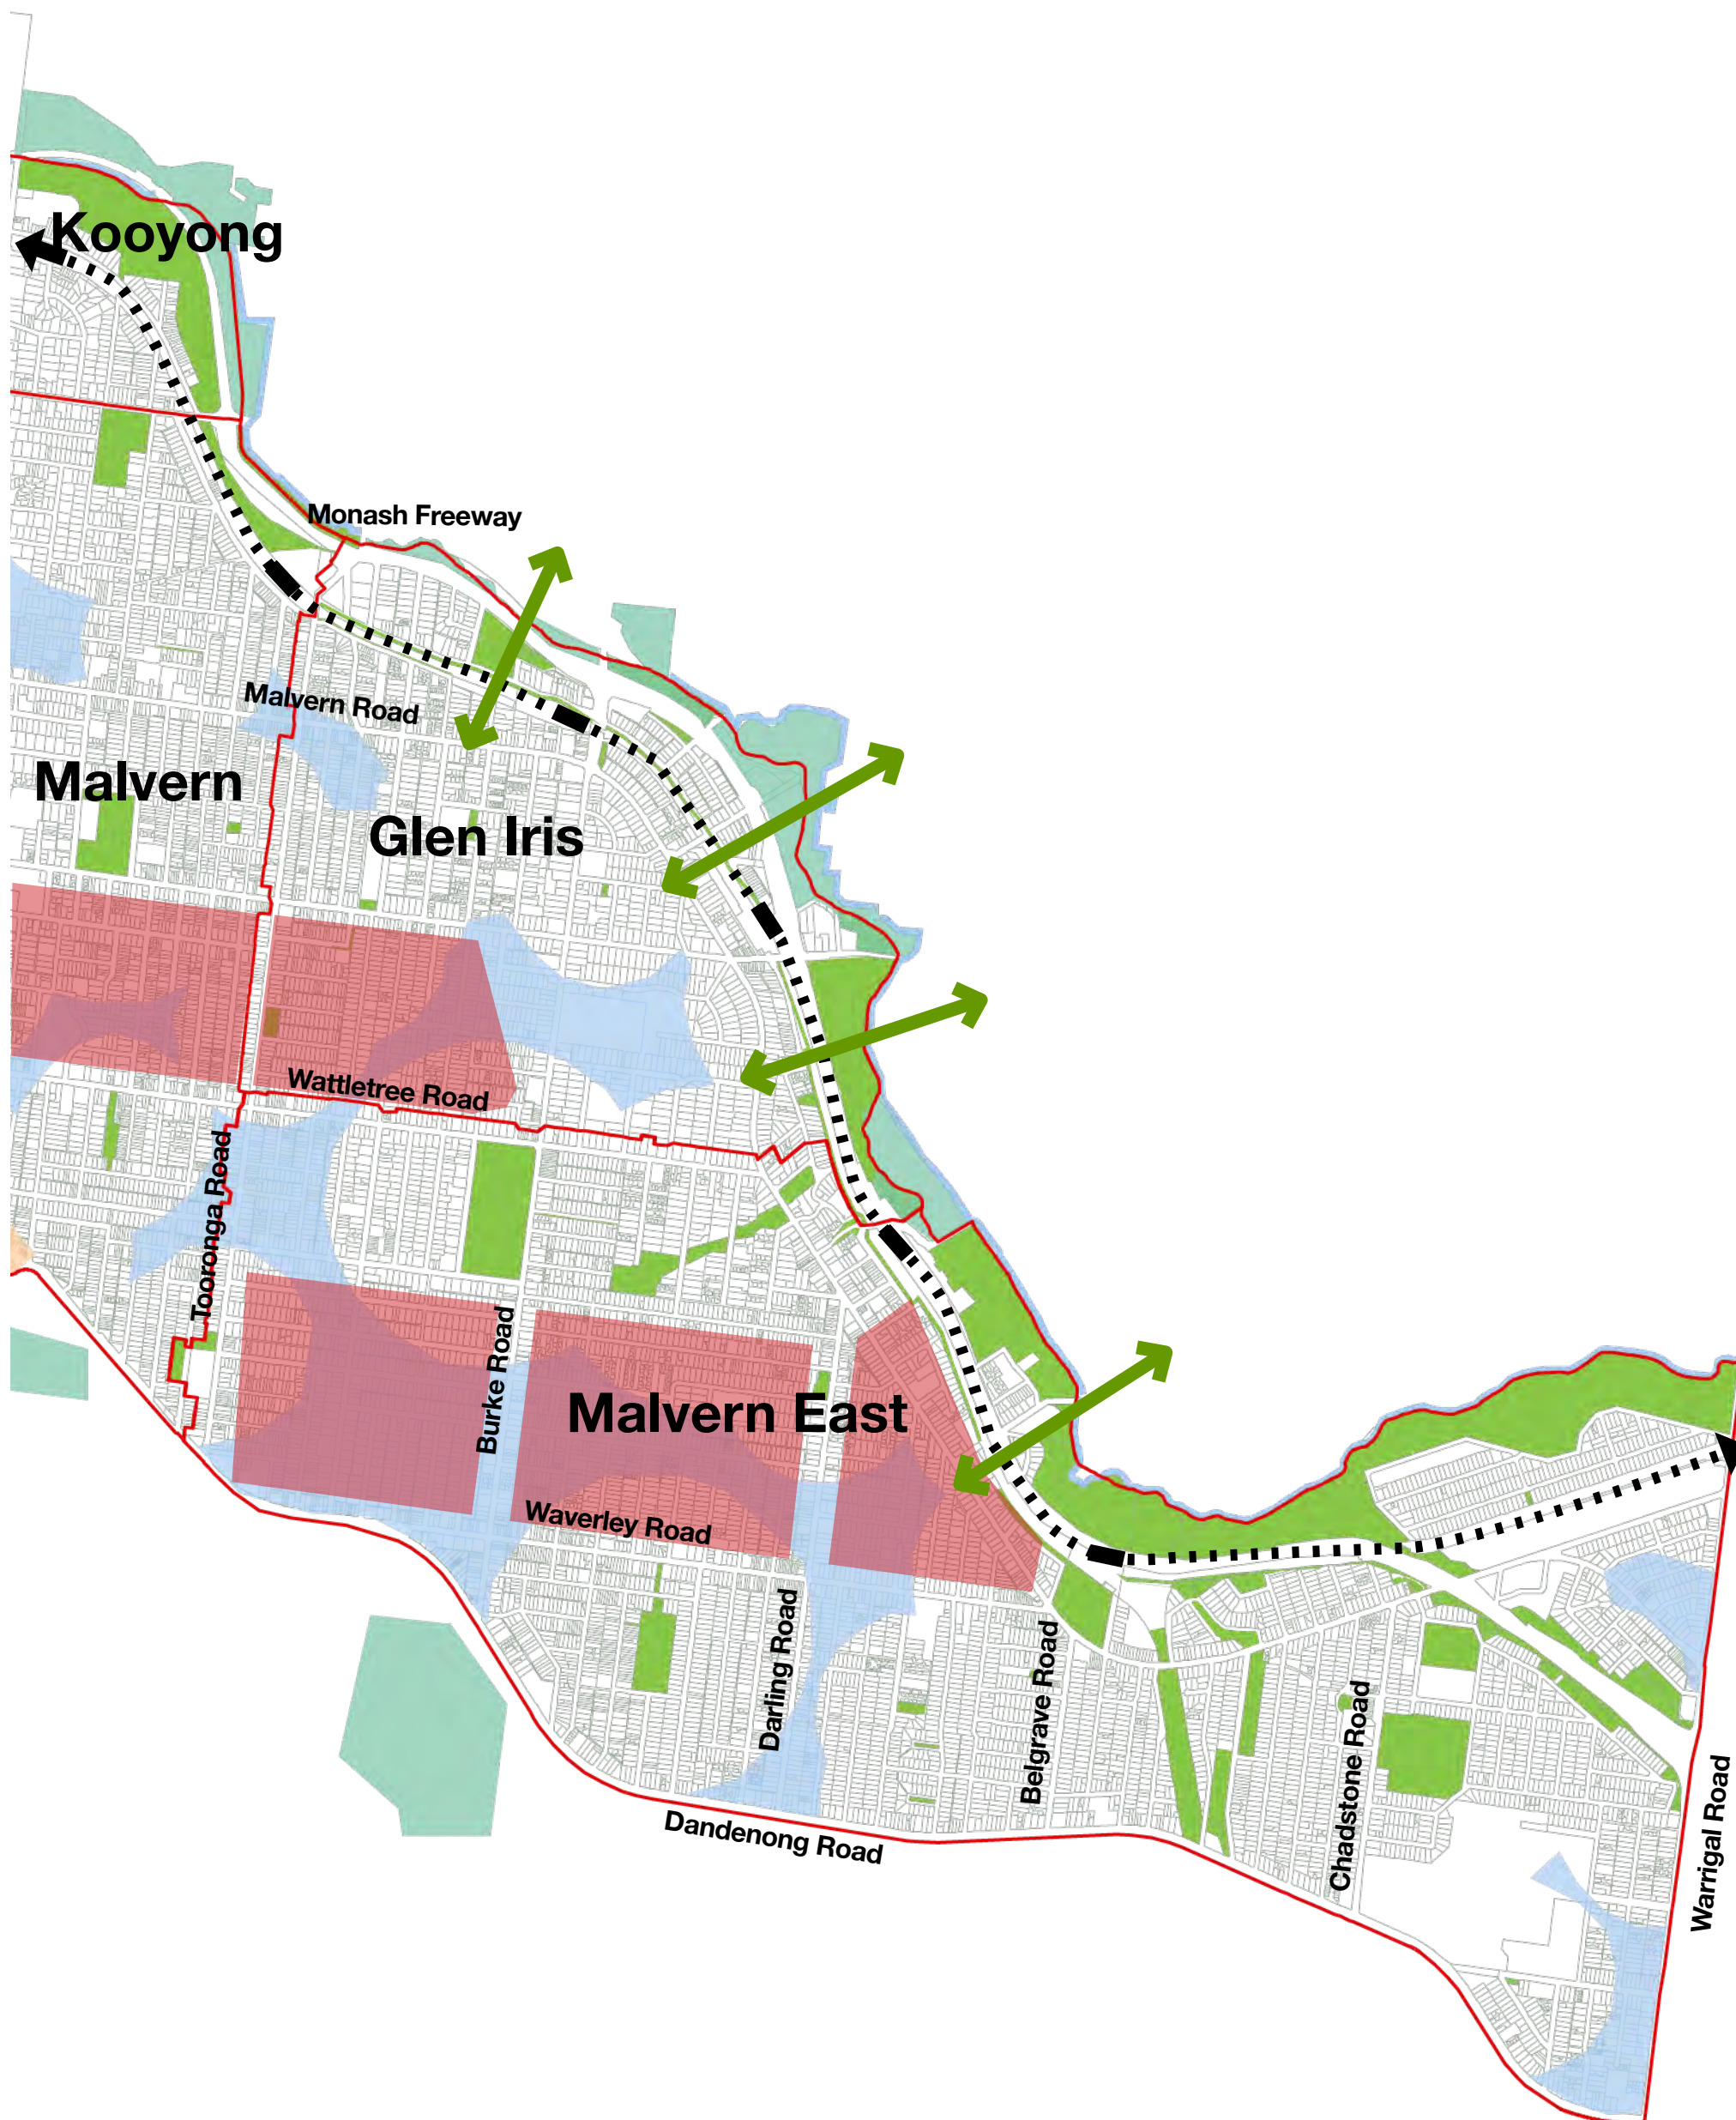 Kooyong
Monash Freeway
Malvern Road
Malvern
Glen Iris
Wattletree Road
Tooronga Road
Burke Road
Malvern East
Waverley Road
Darling Road
Belgrave Road
Chadstone Road
Warrigal Road
Dandenong Road